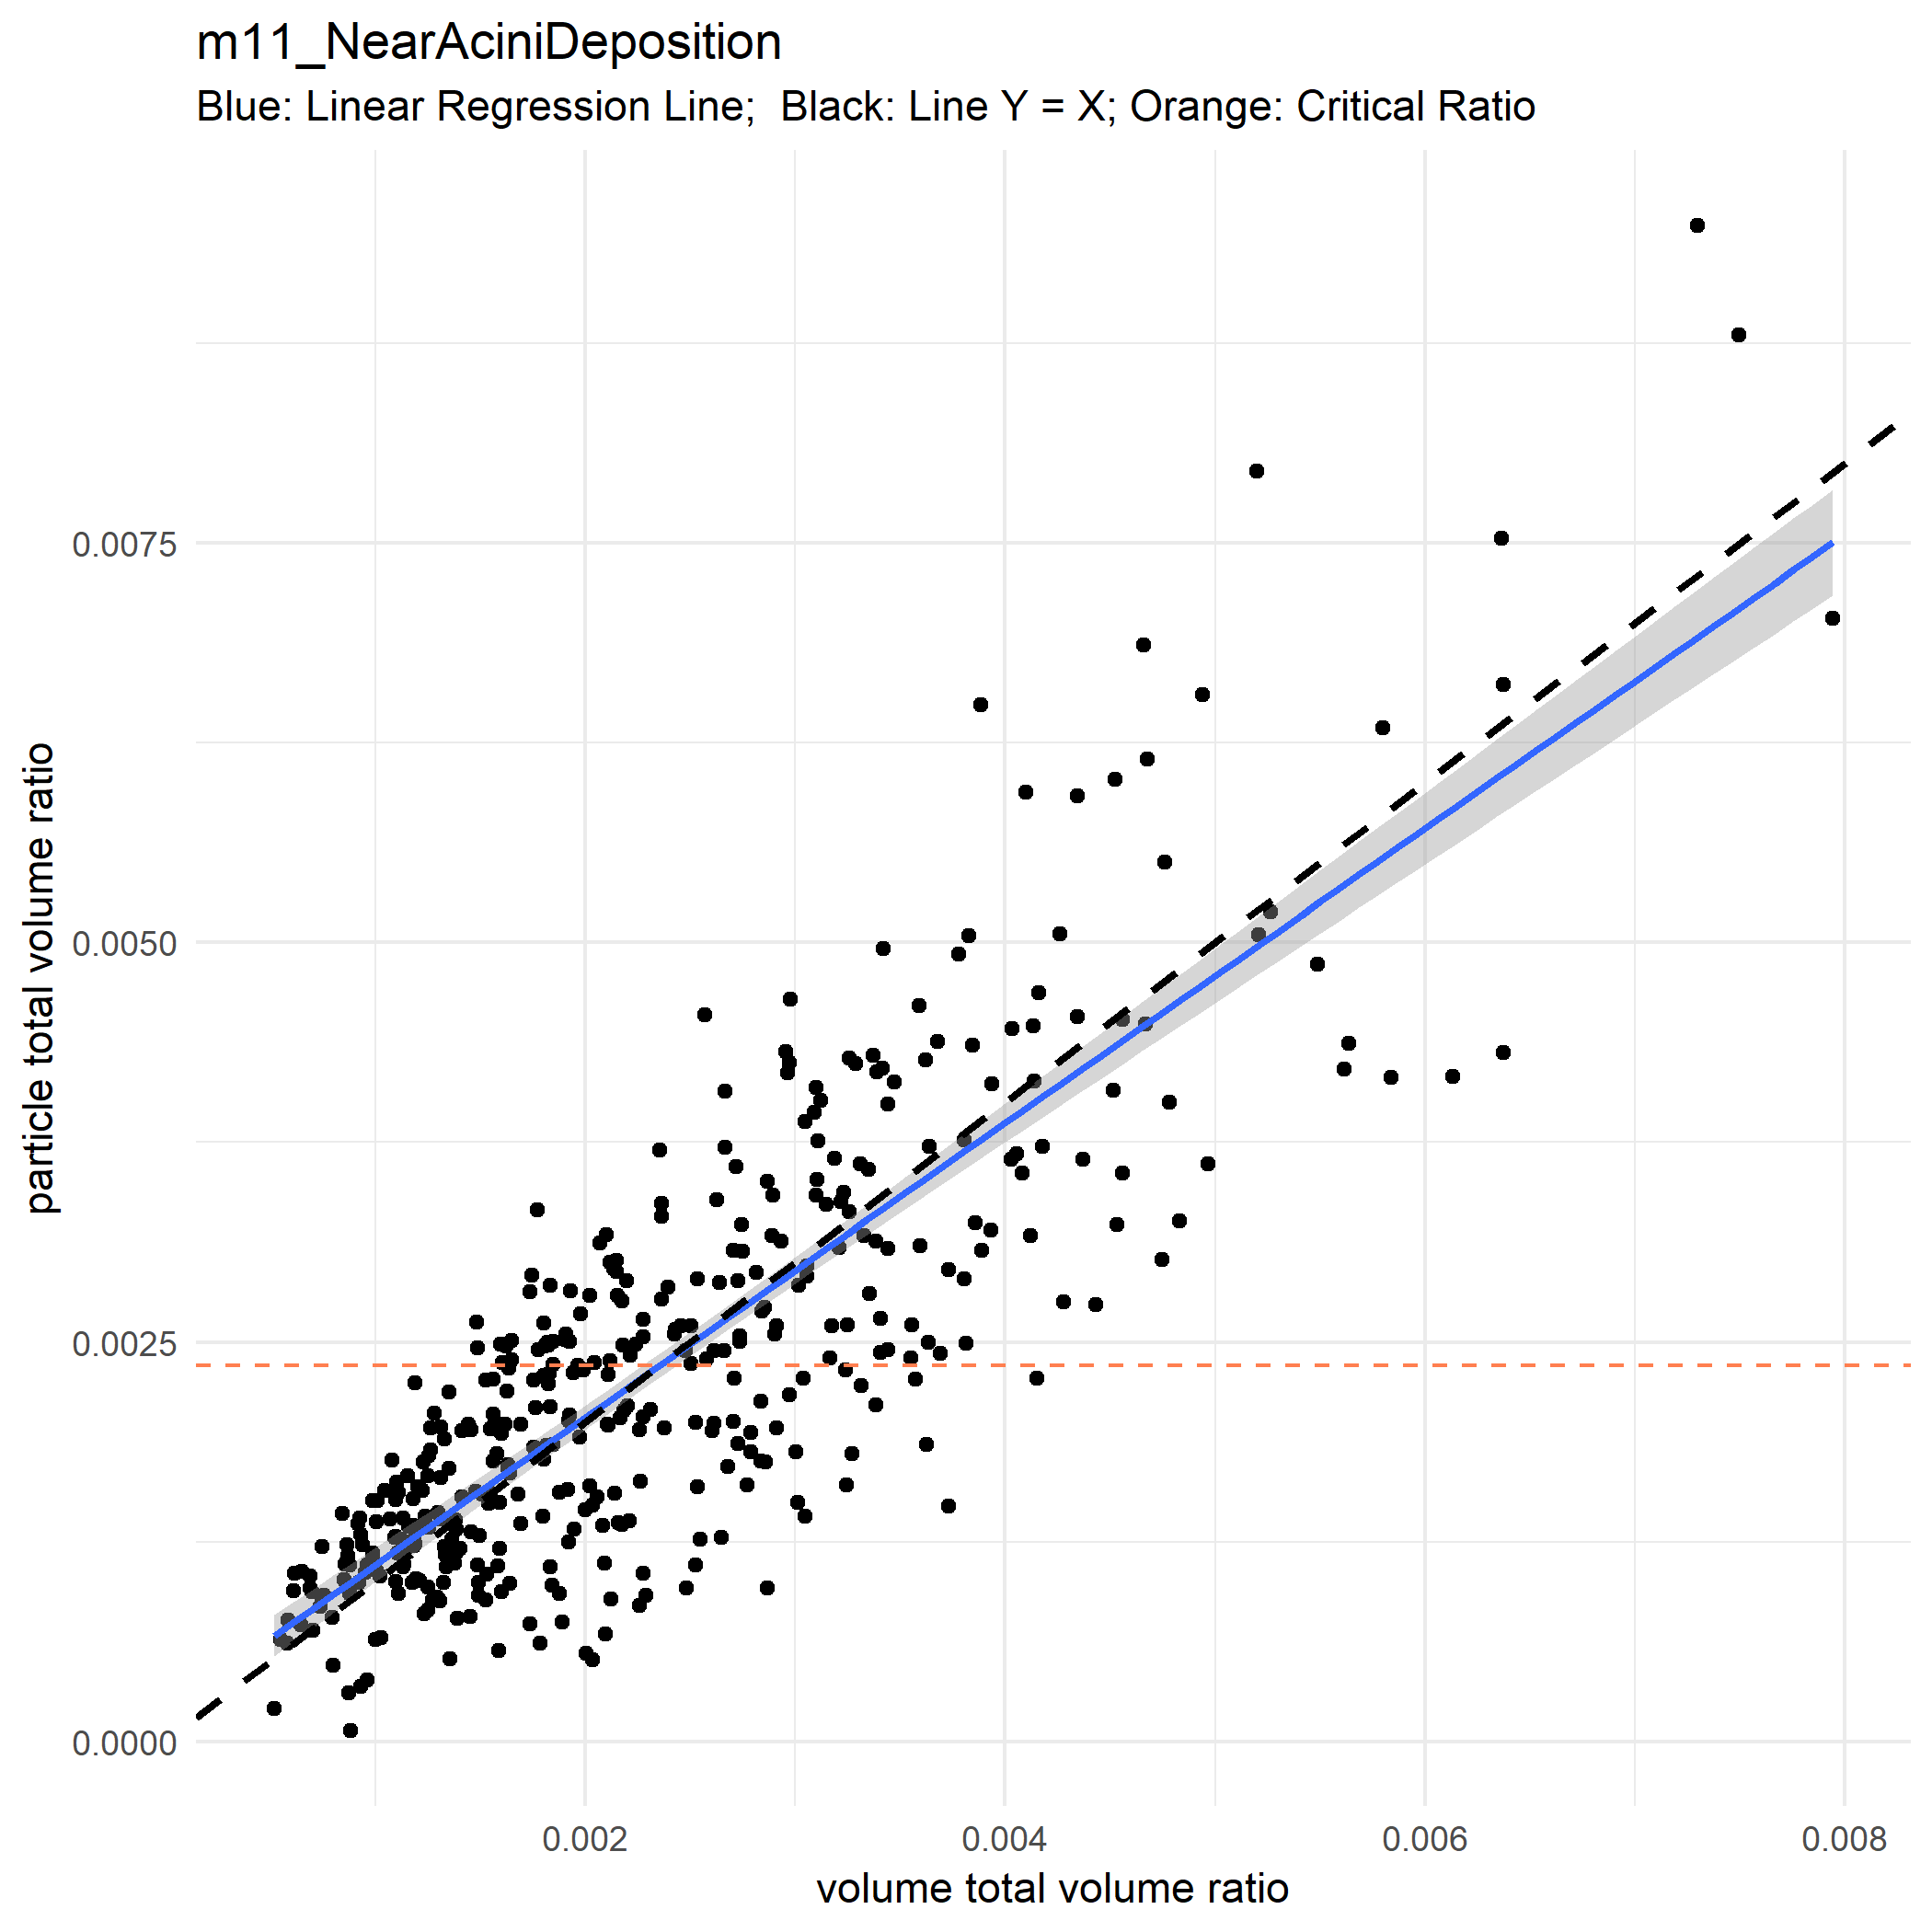 m11_NearAciniDeposition
Blue: Linear Regression Line;  Black: Line Y = X; Orange: Critical Ratio
particle total volume ratio
0.0075
0.0050
0.0025
0.0000
0.002 0.004 0.006 0.008
volume total volume ratio